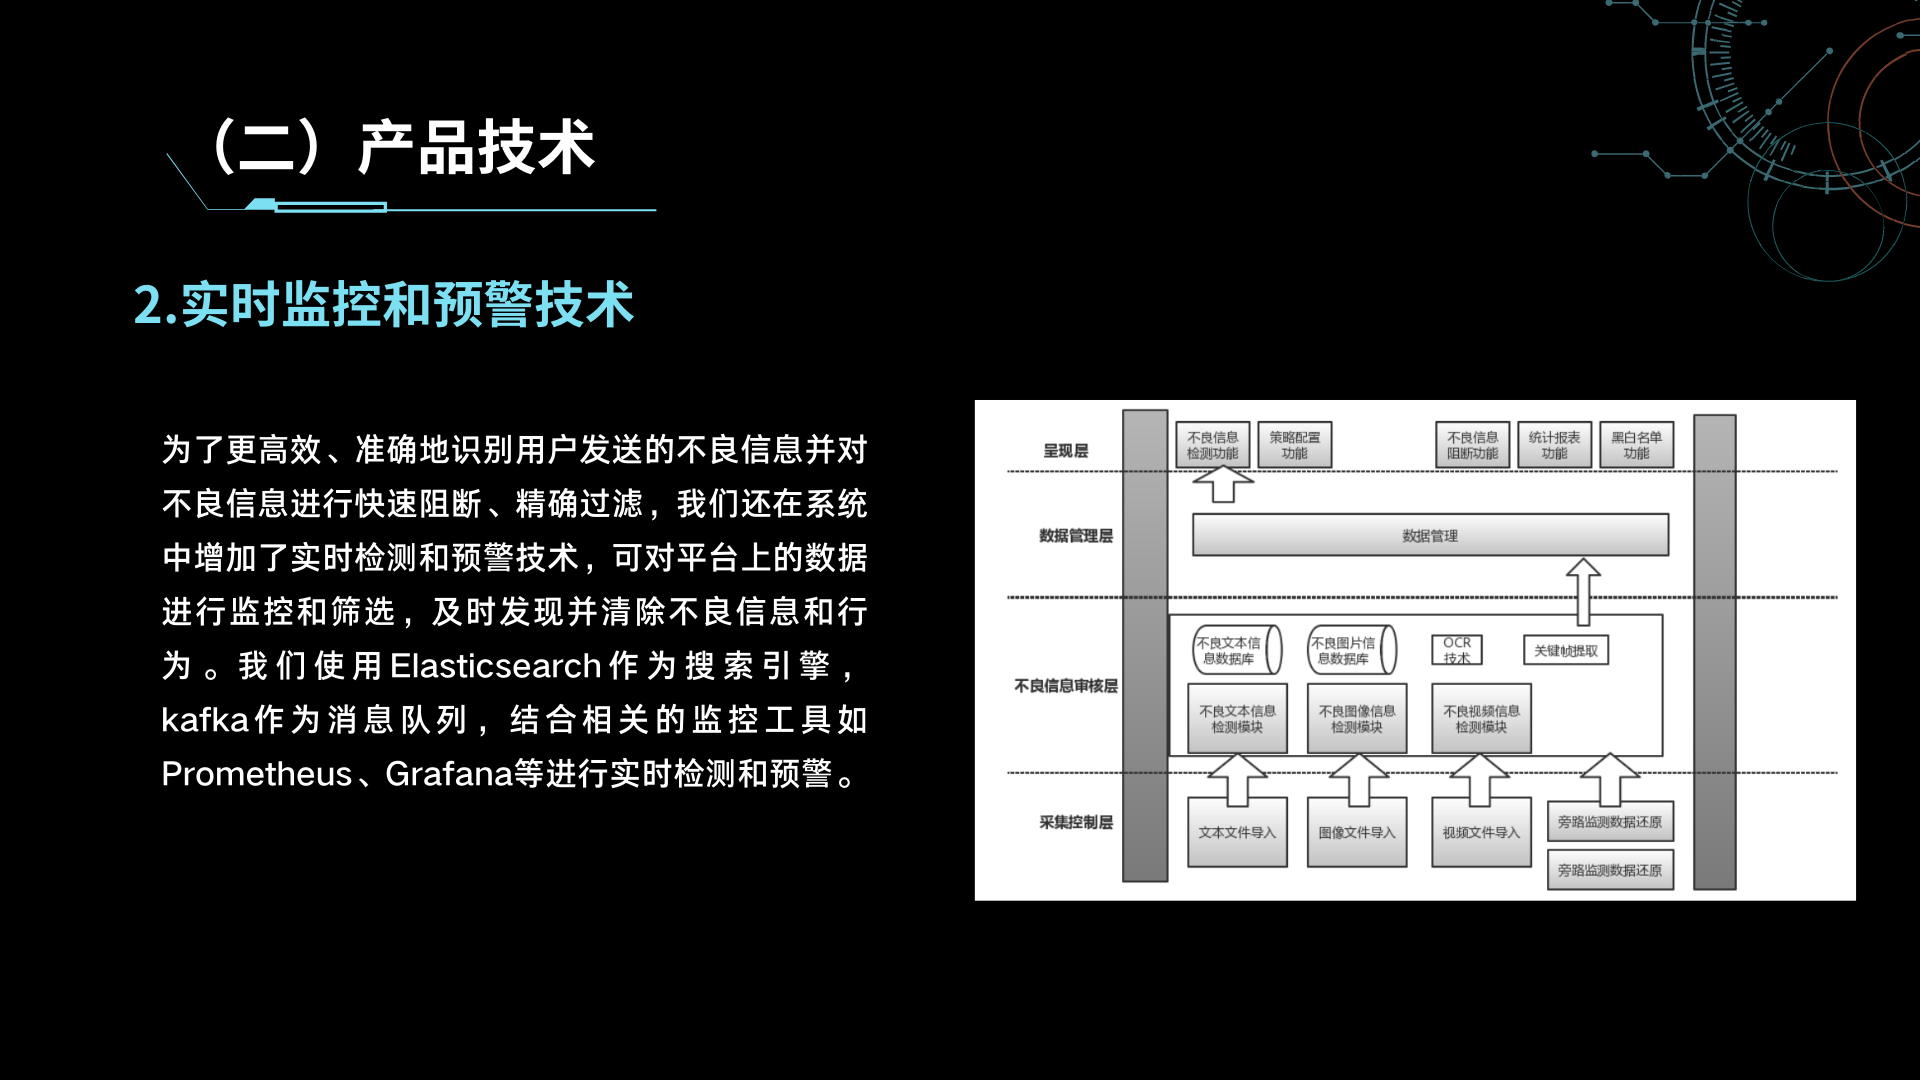 （二）产品技术
2.实时监控和预警技术
为了更高效、准确地识别用户发送的不良信息并对
不良信息进行快速阻断、精确过滤，我们还在系统
中增加了实时检测和预警技术，可对平台上的数据
进行监控和筛选，及时发现并清除不良信息和行
为。我们使用Elasticsearch作为搜索引擎，
kafka作为消息队列，结合相关的监控工具如
Prometheus、Grafana等进行实时检测和预警。
呈现层
不良信息
检测功能
策略配置
功能
不良信息
阻断功能
统计报表
功能
黑白名单
功能
数据管理层
数据管理
不良信息审核层
不良文本信
息数据库
不良图片信
息数据库
OCR
技术
关键帧提取
不良文本信息
检测模块
不良图像信息
检测模块
不良视频信息
检测模块
采集控制层
文本文件导入
图像文件导入
视频文件导入
旁路监测数据还原
旁路监测数据还原